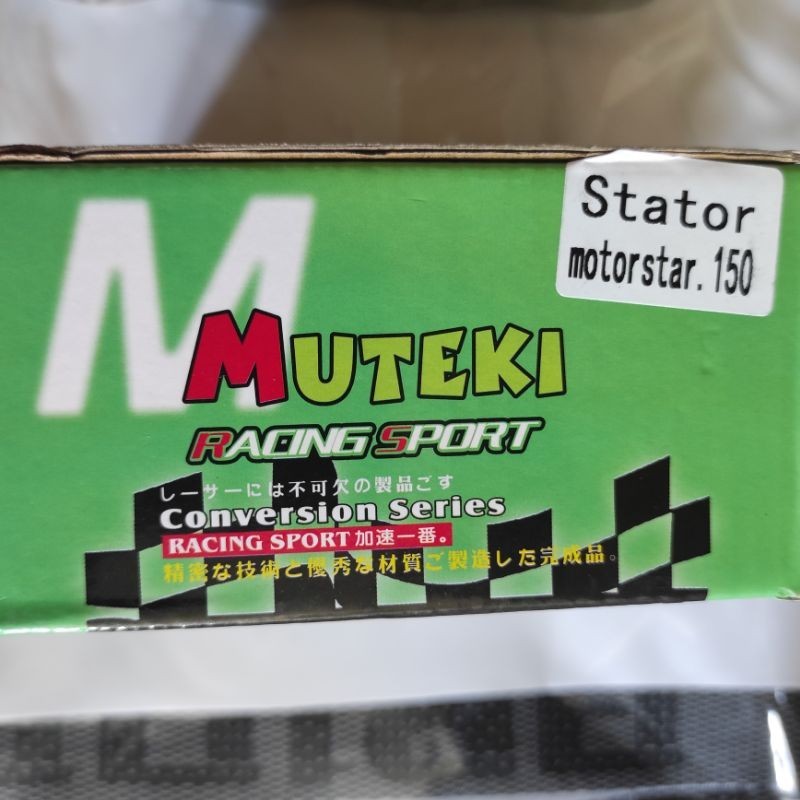 Stator
motorstar. 150
M
MUTEKI
RACING SPORT
レーサーには不可欠の製品ごす
Conversion Series
RACING SPORT 加速一番。
精密な技術と優秀な材質ご製造した完成品。